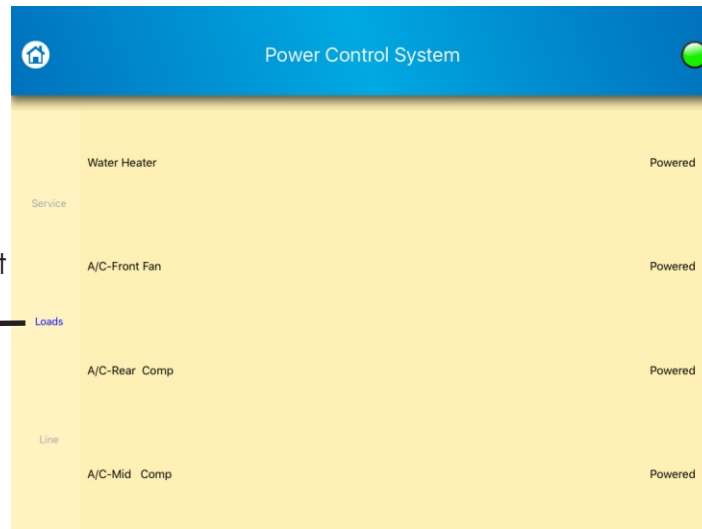 Power Control System
Water Heater Powered
Service
A/C-Front Fan Powered
Loads
A/C-Rear Comp Powered
Line
A/C-Mid Comp Powered